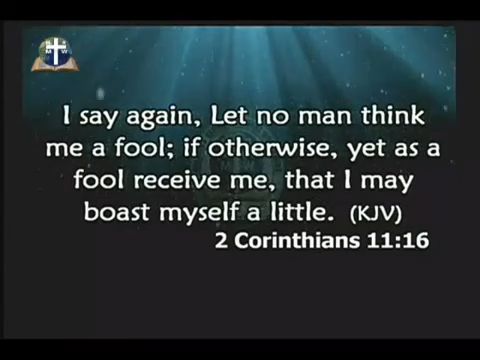 I say again, Let no man think
me a fool; if otherwise, yet as a
fool receive me, that I may
boast myself a little. (KJV)
2 Corinthians 11:16